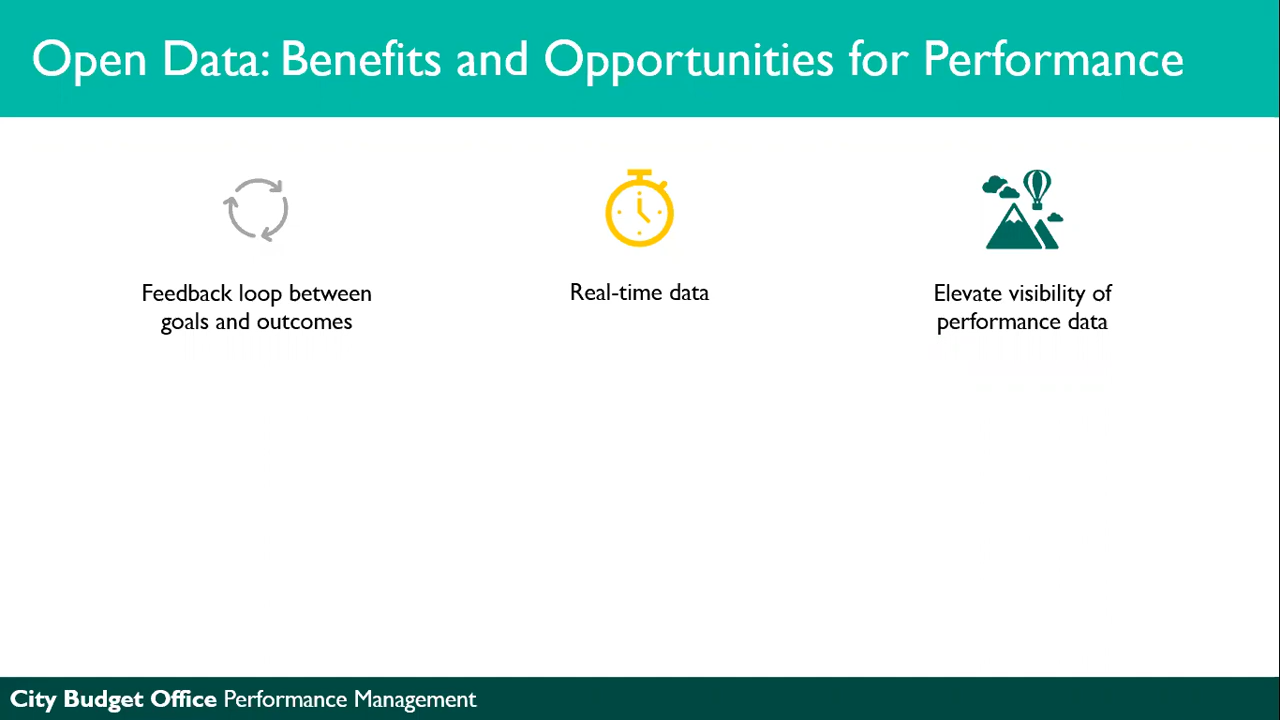 Open Data: Benefits and Opportunities for Performance
Feedback loop between
goals and outcomes
Real-time data
Elevate visibility of
performance data
City Budget Office Performance Management